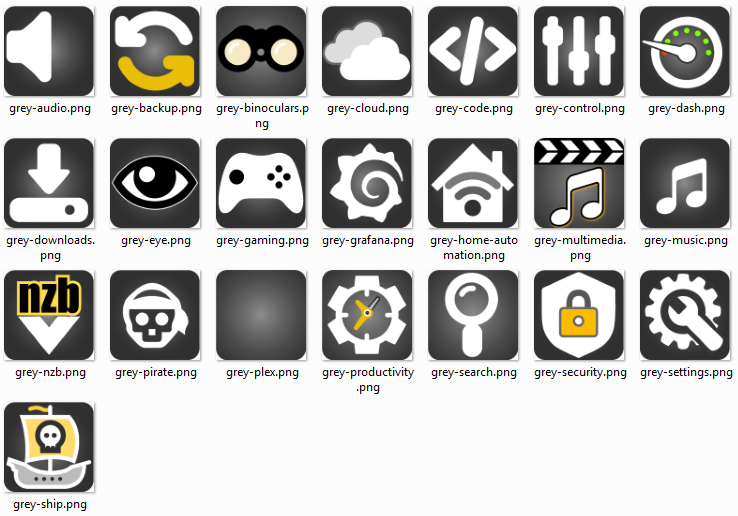 grey-audio.png
grey-backup.png
grey-binoculars.p
ng
grey-cloud.png
grey-code.png
grey-control.png
grey-dash.png
grey-downloads.
png
grey-eye.png
grey-gaming.png
grey-grafana.png
grey-home-auto
mation.png
grey-multimedia.
png
grey-music.png
nzb
grey-nzb.png
grey-pirate.png
grey-plex.png
grey-productivity
.png
grey-search.png
grey-security.png
grey-settings.png
grey-ship.png